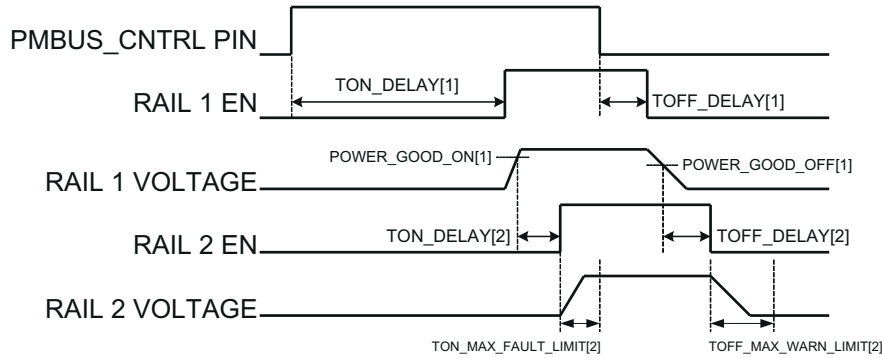 PMBUS_CNTRL PIN
TON_DELAY[1]
RAIL 1 EN
TOFF_DELAY[1]
POWER_GOOD_ON[1]
POWER_GOOD_OFF[1]
RAIL 1 VOLTAGE
TON_DELAY[2]
TOFF_DELAY[2]
RAIL 2 EN
RAIL 2 VOLTAGE
TON_MAX_FAULT_LIMIT[2]
TOFF_MAX_WARN_LIMIT[2]